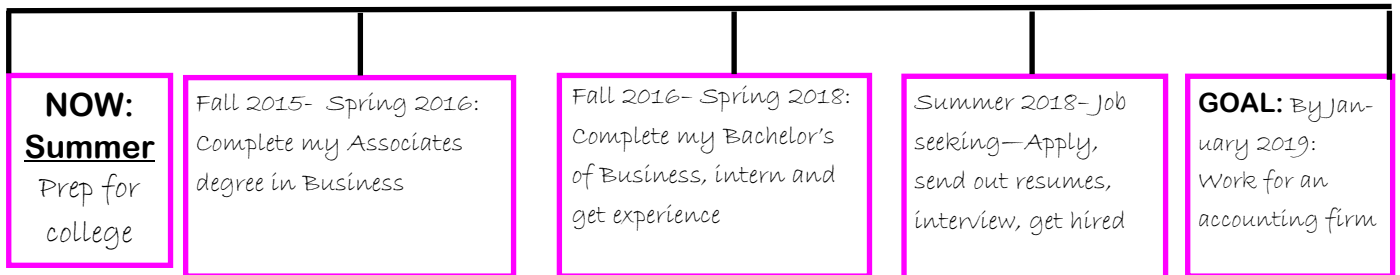 NOW:
Summer
Prep for
college
Fall 2015- Spring 2016:
Complete my Associates
degree in Business
Fall 2016– Spring 2018:
Complete my Bachelor's
of Business, intern and
get experience
Summer 2018–Job
seeking—Apply,
send out resumes,
interview, get hired
GOAL: By Jan-
uary 2019:
Work for an
accounting firm